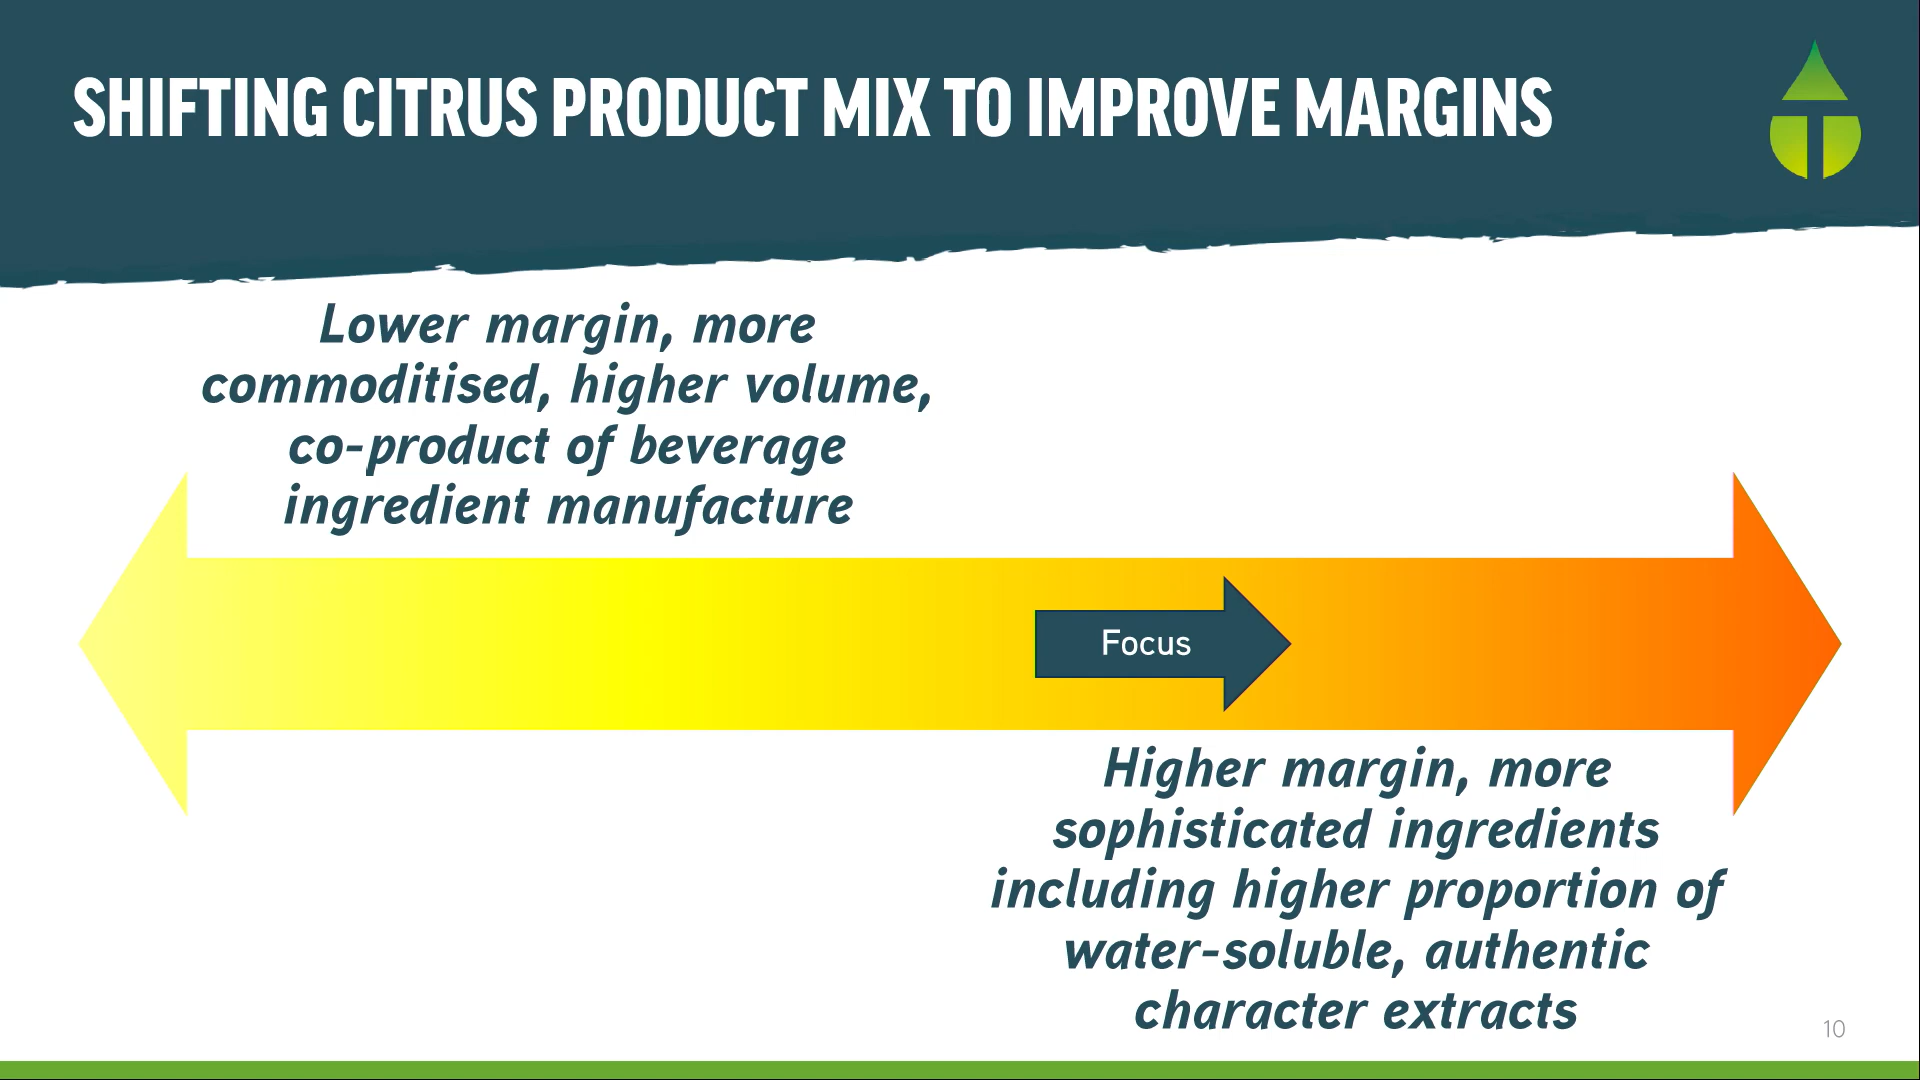 SHIFTING CITRUS PRODUCT MIX TO IMPROVE MARGINS
Lower margin, more
commoditised, higher volume,
co-product of beverage
ingredient manufacture
Focus
Higher margin, more
sophisticated ingredients
including higher proportion of
water-soluble, authentic
character extracts
10